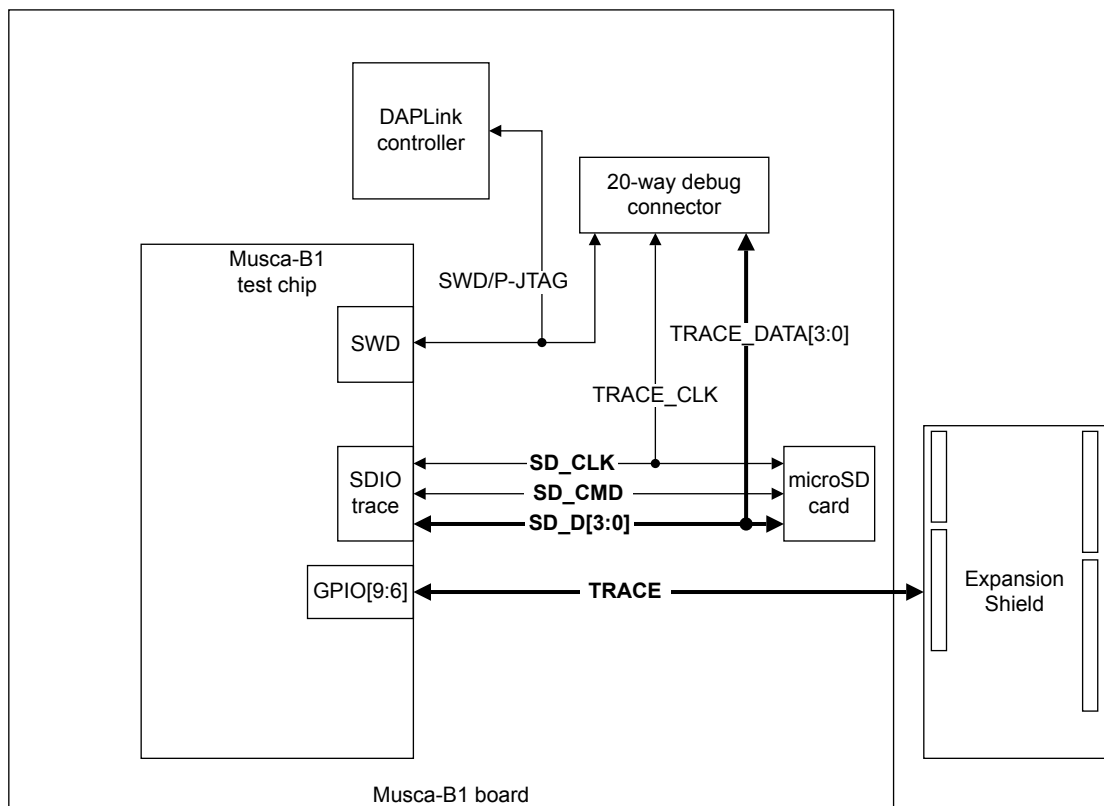 DAPLink
controller
20-way debug
connector
Musca-B1
test chip
SWD/P-JTAG
SWD
TRACE_DATA[3:0]
TRACE_CLK
SDIO
trace
SD_CLK
SD_CMD
SD_D[3:0]
microSD
card
GPIO[9:6]
TRACE
Expansion
Shield
Musca-B1 board